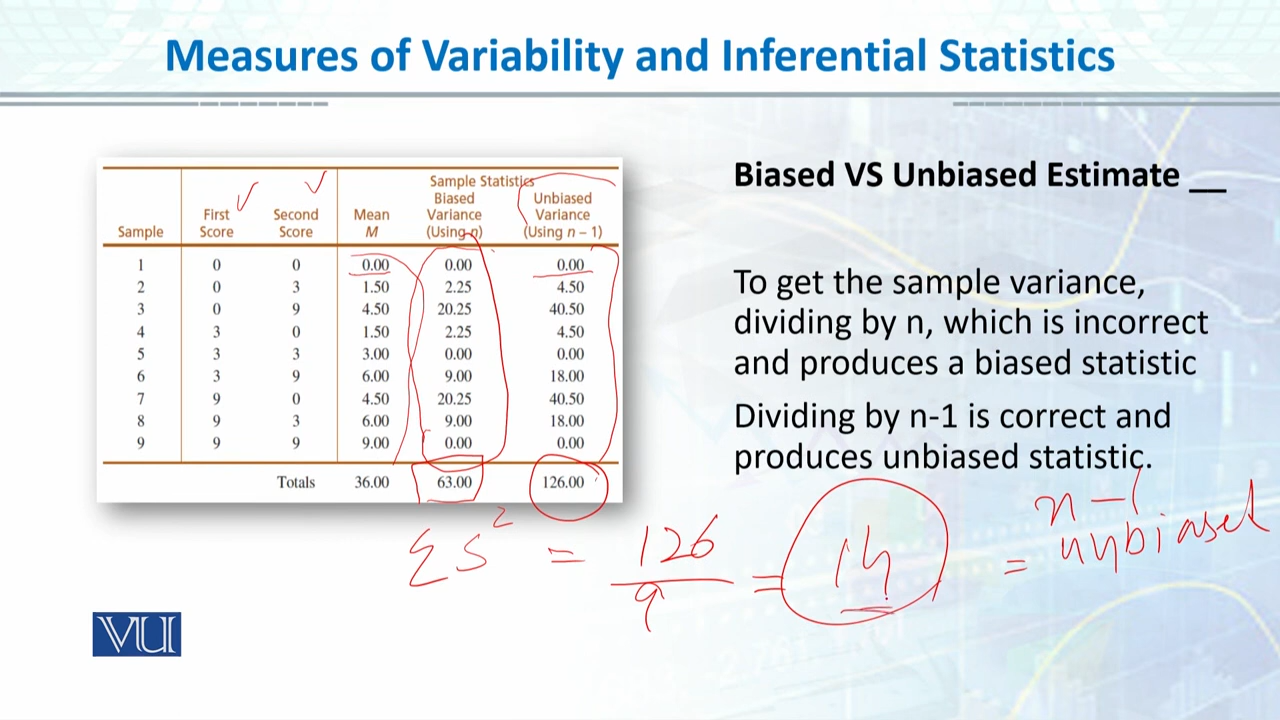 Measures of Variability and Inferential Statistics
Sample Statistics
Sample First Score Second Score Mean M Biased Variance (Using n) Unbiased Variance (Using n – 1)
1 0 0 0.00 0.00 0.00
2 0 3 1.50 2.25 4.50
3 0 9 4.50 20.25 40.50
4 3 0 1.50 2.25 4.50
5 3 3 3.00 0.00 0.00
6 3 9 6.00 9.00 18.00
7 9 0 4.50 20.25 40.50
8 9 3 6.00 9.00 18.00
9 9 9 9.00 0.00 0.00
Totals 36.00 63.00 126.00
Biased VS Unbiased Estimate __
To get the sample variance,
dividing by n, which is incorrect
and produces a biased statistic
Dividing by n-1 is correct and
produces unbiased statistic.
n – 1
ΣS² = 126/9 = 14 = unbiased
VU